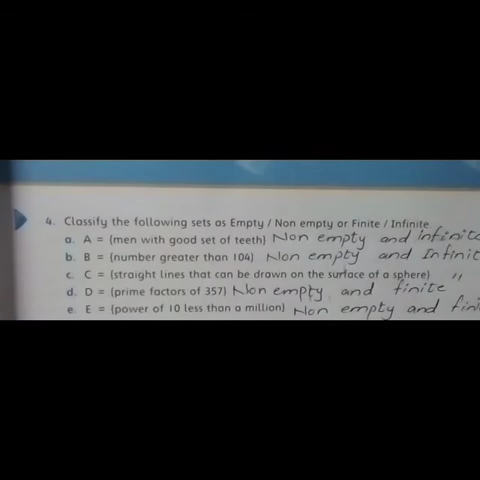 4. Classify the following sets as Empty / Non empty or Finite / Infinite
a. A = (men with good set of teeth) Non empty and infinite
b. B = (number greater than 104) Non empty and Infinit
c. C = (straight lines that can be drawn on the surface of a sphere) "
d. D = (prime factors of 357) Non empty and finite
e. E = (power of 10 less than a million) Non empty and fini